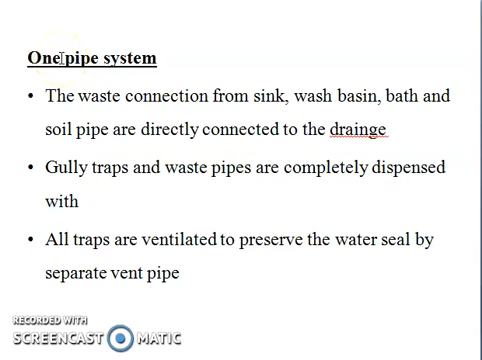 One pipe system
• The waste connection from sink, wash basin, bath and
soil pipe are directly connected to the drainge
• Gully traps and waste pipes are completely dispensed
with
• All traps are ventilated to preserve the water seal by
separate vent pipe
RECORDED WITH
SCREENCAST MATIC